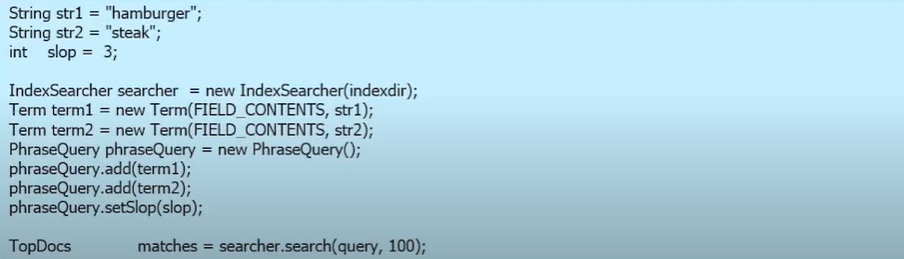 String str1 = "hamburger";
String str2 = "steak";
int slop = 3;
IndexSearcher searcher = new IndexSearcher(indexdir);
Term term1 = new Term(FIELD_CONTENTS, str1);
Term term2 = new Term(FIELD_CONTENTS, str2);
PhraseQuery phraseQuery = new PhraseQuery();
phraseQuery.add(term1);
phraseQuery.add(term2);
phraseQuery.setSlop(slop);
TopDocs matches = searcher.search(query, 100);